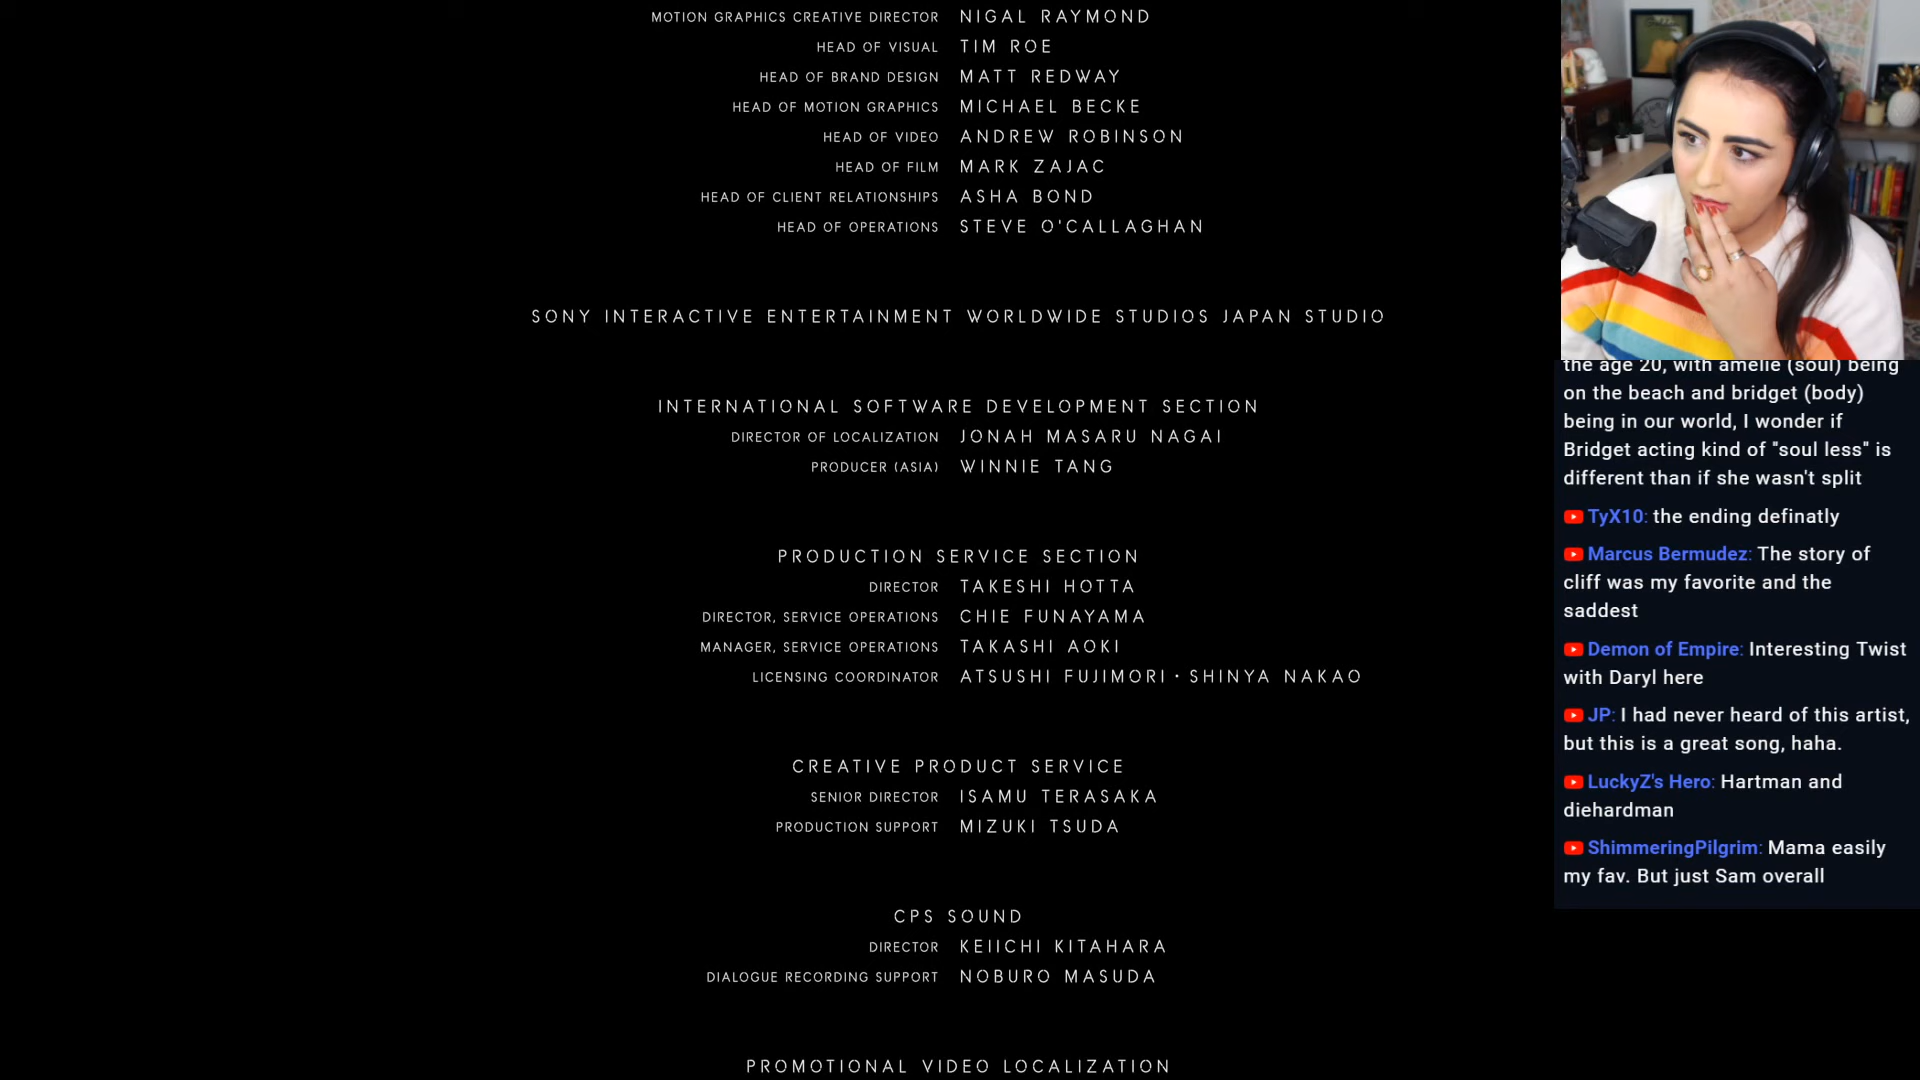 MOTION GRAPHICS CREATIVE DIRECTOR NIGAL RAYMOND
HEAD OF VISUAL TIM ROE
HEAD OF BRAND DESIGN MATT REDWAY
HEAD OF MOTION GRAPHICS MICHAEL BECKE
HEAD OF VIDEO ANDREW ROBINSON
HEAD OF FILM MARK ZAJAC
HEAD OF CLIENT RELATIONSHIPS ASHA BOND
HEAD OF OPERATIONS STEVE O'CALLAGHAN
SONY INTERACTIVE ENTERTAINMENT WORLDWIDE STUDIOS JAPAN STUDIO
INTERNATIONAL SOFTWARE DEVELOPMENT SECTION
DIRECTOR OF LOCALIZATION JONAH MASARU NAGAI
PRODUCER (ASIA) WINNIE TANG
PRODUCTION SERVICE SECTION
DIRECTOR TAKESHI HOTTA
DIRECTOR, SERVICE OPERATIONS CHIE FUNAYAMA
MANAGER, SERVICE OPERATIONS TAKASHI AOKI
LICENSING COORDINATOR ATSUSHI FUJIMORI・SHINYA NAKAO
CREATIVE PRODUCT SERVICE
SENIOR DIRECTOR ISAMU TERASAKA
PRODUCTION SUPPORT MIZUKI TSUDA
CPS SOUND
DIRECTOR KEIICHI KITAHARA
DIALOGUE RECORDING SUPPORT NOBURO MASUDA
PROMOTIONAL VIDEO LOCALIZATION
the age 20, with amelie (soul) being
on the beach and bridget (body)
being in our world, I wonder if
Bridget acting kind of "soul less" is
different than if she wasn't split
TyX10: the ending definatly
Marcus Bermudez: The story of
cliff was my favorite and the
saddest
Demon of Empire: Interesting Twist
with Daryl here
JP: I had never heard of this artist,
but this is a great song, haha.
LuckyZ's Hero: Hartman and
diehardman
ShimmeringPilgrim: Mama easily
my fav. But just Sam overall